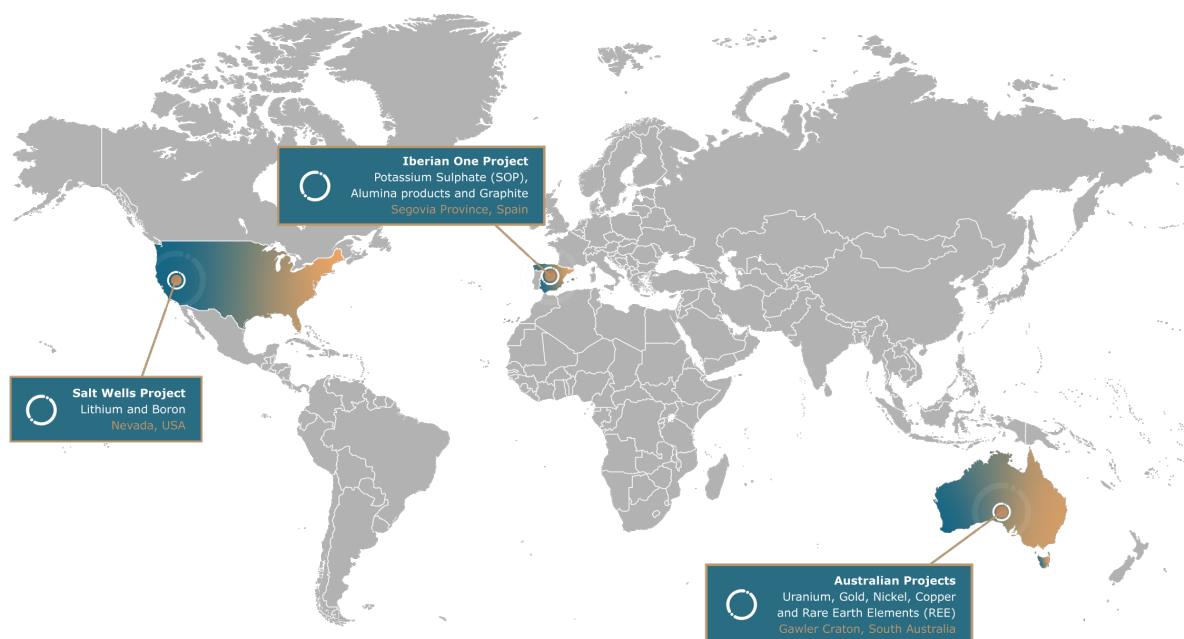 Iberian One Project
Potassium Sulphate (SOP),
Alumina products and Graphite
Segovia Province, Spain
Salt Wells Project
Lithium and Boron
Nevada, USA
Australian Projects
Uranium, Gold, Nickel, Copper
and Rare Earth Elements (REE)
Gawler Craton, South Australia